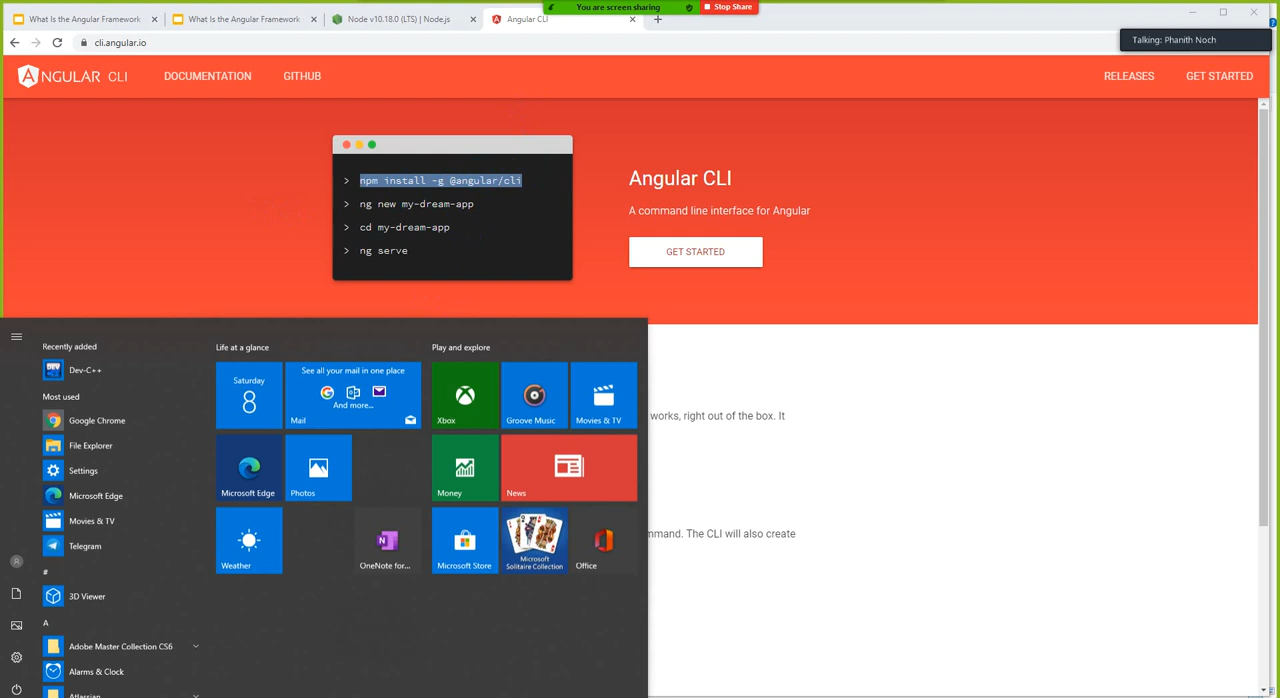 You are screen sharing
Stop Share
What Is the Angular Framework
What Is the Angular Framework
Node v10.18.0 (LTS) | Node.js
Angular CLI
cli.angular.io
Talking: Phanith Noch
ANGULAR CLI
DOCUMENTATION
GITHUB
RELEASES
GET STARTED
> npm install -g @angular/cli
> ng new my-dream-app
> cd my-dream-app
> ng serve
Angular CLI
A command line interface for Angular
GET STARTED
Recently added
Dev-C++
Most used
Google Chrome
File Explorer
Settings
Microsoft Edge
Movies & TV
Telegram
#
3D Viewer
A
Adobe Master Collection CS6
Alarms & Clock
Atlassian
Life at a glance
Saturday
8
See all your mail in one place
And more...
Mail
Microsoft Edge
Photos
Weather
OneNote for...
Play and explore
Xbox
Groove Music
Movies & TV
Money
News
Microsoft Store
Microsoft
Solitaire Collection
Office
works, right out of the box. It
mmand. The CLI will also create